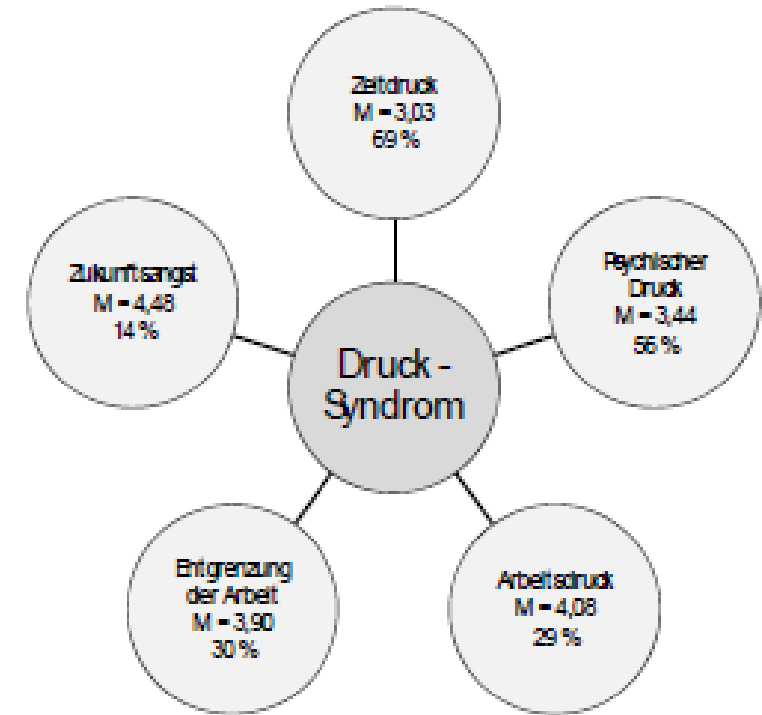 Zeitdruck
M = 3,03
69 %
Zukunftsangst
M = 4,48
14 %
Psychischer
Druck
M = 3,44
56 %
Druck -
Syndrom
Entgrenzung
der Arbeit
M = 3,90
30 %
Arbeitsdruck
M = 4,08
29 %